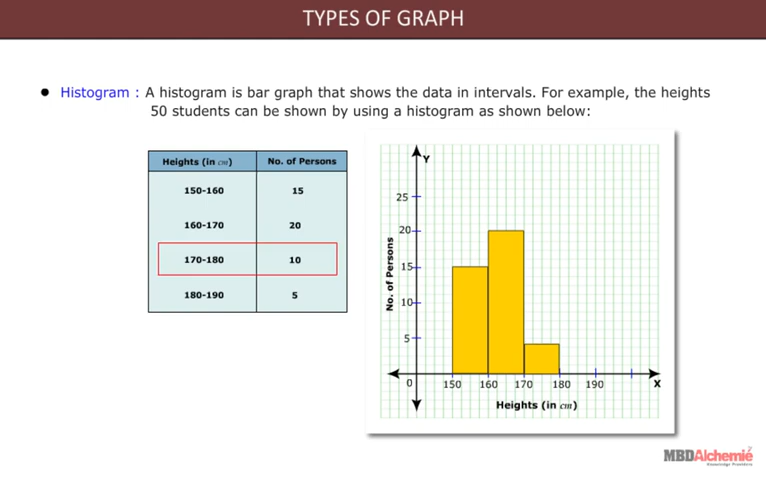 TYPES OF GRAPH
● Histogram : A histogram is bar graph that shows the data in intervals. For example, the heights
50 students can be shown by using a histogram as shown below:
Heights (in cm) No. of Persons
150-160 15
160-170 20
170-180 10
180-190 5
Y
25
20
15
10
5
No. of Persons
0 150 160 170 180 190 X
Heights (in cm)
MBDAlchemie
Knowledge Providers